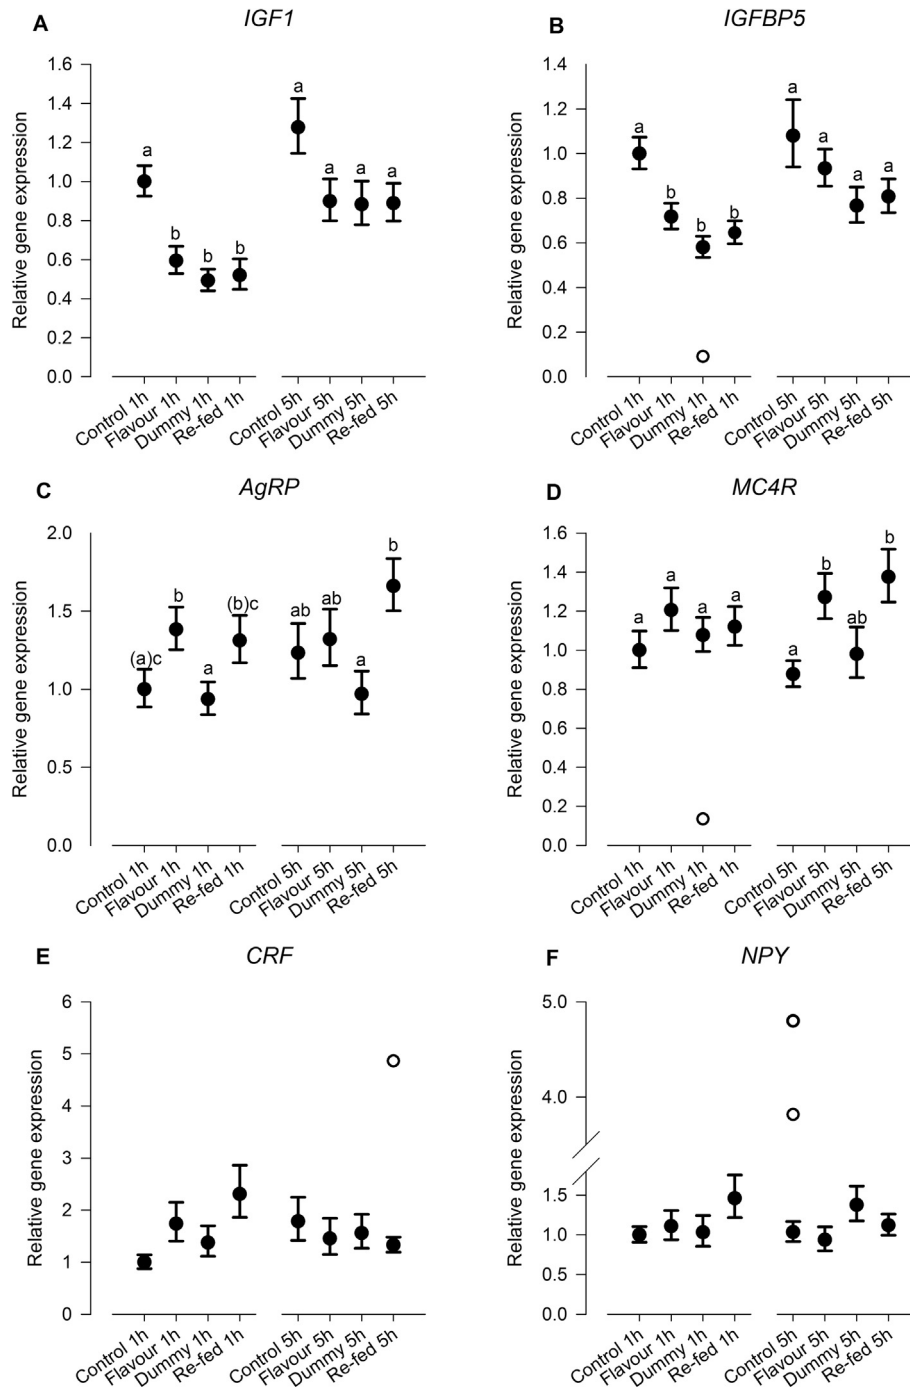 A
IGF1
Relative gene expression
1.6
1.4
1.2
1.0
0.8
0.6
0.4
0.2
0.0
a
b
b
b
a
a
a
a
Control 1h
Flavour 1h
Dummy 1h
Re-fed 1h
Control 5h
Flavour 5h
Dummy 5h
Re-fed 5h
B
IGFBP5
Relative gene expression
1.4
1.2
1.0
0.8
0.6
0.4
0.2
0.0
a
b
b
b
a
a
a
a
Control 1h
Flavour 1h
Dummy 1h
Re-fed 1h
Control 5h
Flavour 5h
Dummy 5h
Re-fed 5h
C
AgRP
Relative gene expression
2.0
1.5
1.0
0.5
0.0
(a)c
b
a
(b)c
ab
ab
a
b
Control 1h
Flavour 1h
Dummy 1h
Re-fed 1h
Control 5h
Flavour 5h
Dummy 5h
Re-fed 5h
D
MC4R
Relative gene expression
1.6
1.4
1.2
1.0
0.8
0.6
0.4
0.2
0.0
a
a
a
a
a
b
ab
b
Control 1h
Flavour 1h
Dummy 1h
Re-fed 1h
Control 5h
Flavour 5h
Dummy 5h
Re-fed 5h
E
CRF
Relative gene expression
6
5
4
3
2
1
0
Control 1h
Flavour 1h
Dummy 1h
Re-fed 1h
Control 5h
Flavour 5h
Dummy 5h
Re-fed 5h
F
NPY
Relative gene expression
5.0
4.0
1.5
1.0
0.5
0.0
Control 1h
Flavour 1h
Dummy 1h
Re-fed 1h
Control 5h
Flavour 5h
Dummy 5h
Re-fed 5h